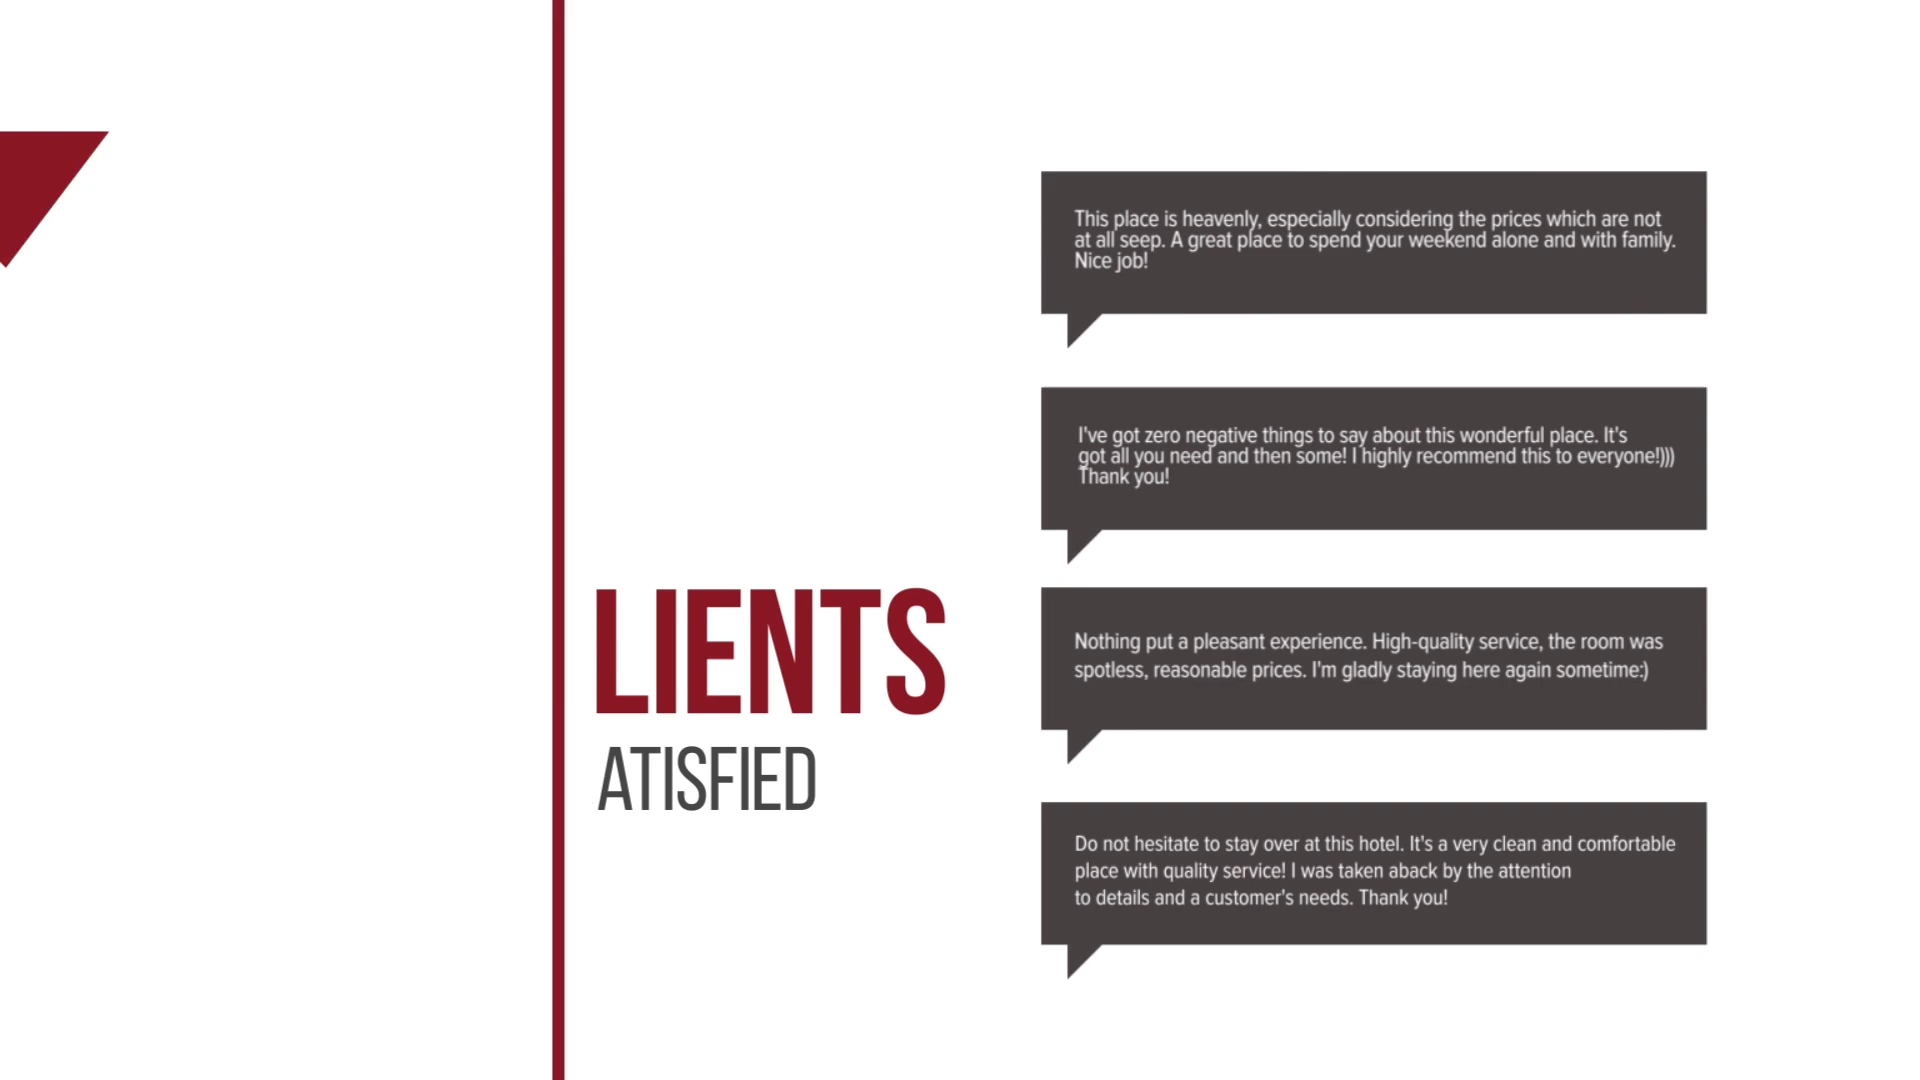 LIENTS
ATISFIED
This place is heavenly, especially considering the prices which are not
at all seep. A great place to spend your weekend alone and with family.
Nice job!
I've got zero negative things to say about this wonderful place. It's
got all you need and then some! I highly recommend this to everyone!)))
Thank you!
Nothing put a pleasant experience. High-quality service, the room was
spotless, reasonable prices. I'm gladly staying here again sometime:)
Do not hesitate to stay over at this hotel. It's a very clean and comfortable
place with quality service! I was taken aback by the attention
to details and a customer's needs. Thank you!